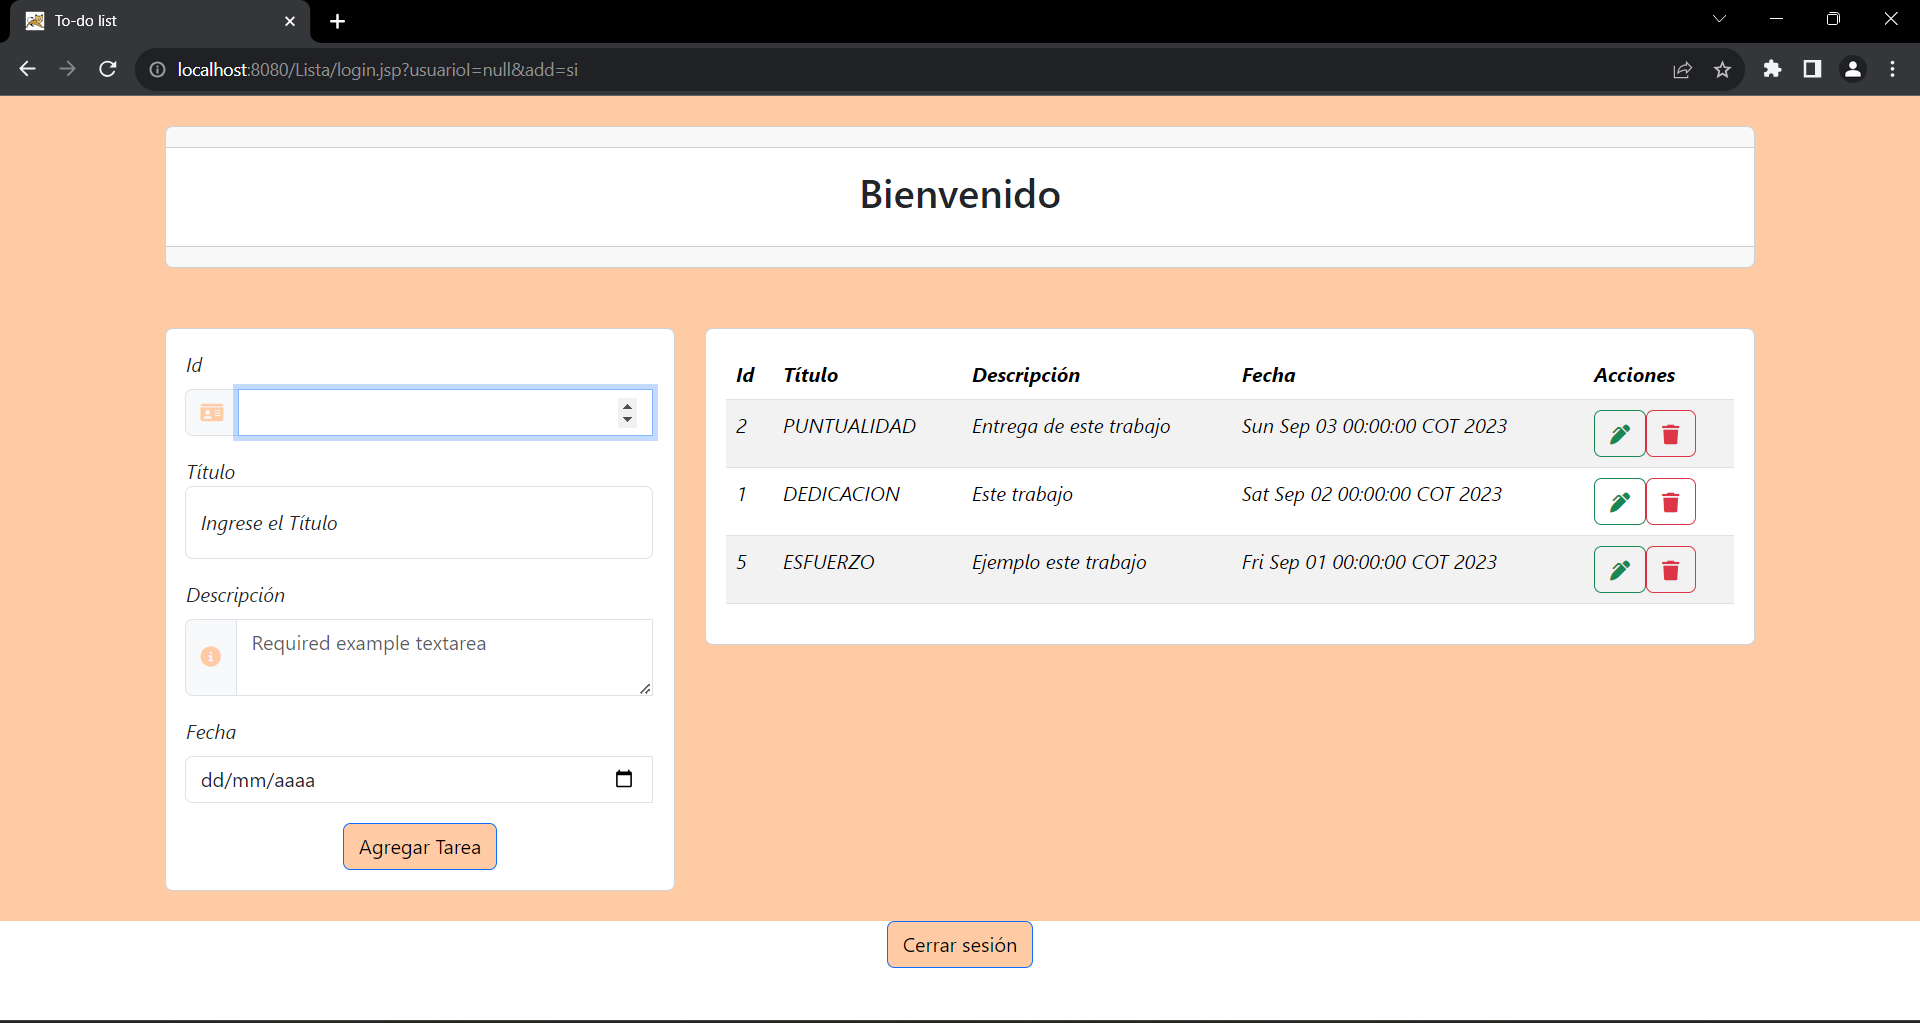 To-do list
localhost:8080/Lista/login.jsp?usuariol=null&add=si
Bienvenido
Id
Título
Ingrese el Título
Descripción
Required example textarea
Fecha
dd/mm/aaaa
Agregar Tarea
Id Título Descripción Fecha Acciones
2 PUNTUALIDAD Entrega de este trabajo Sun Sep 03 00:00:00 COT 2023
1 DEDICACION Este trabajo Sat Sep 02 00:00:00 COT 2023
5 ESFUERZO Ejemplo este trabajo Fri Sep 01 00:00:00 COT 2023
Cerrar sesión